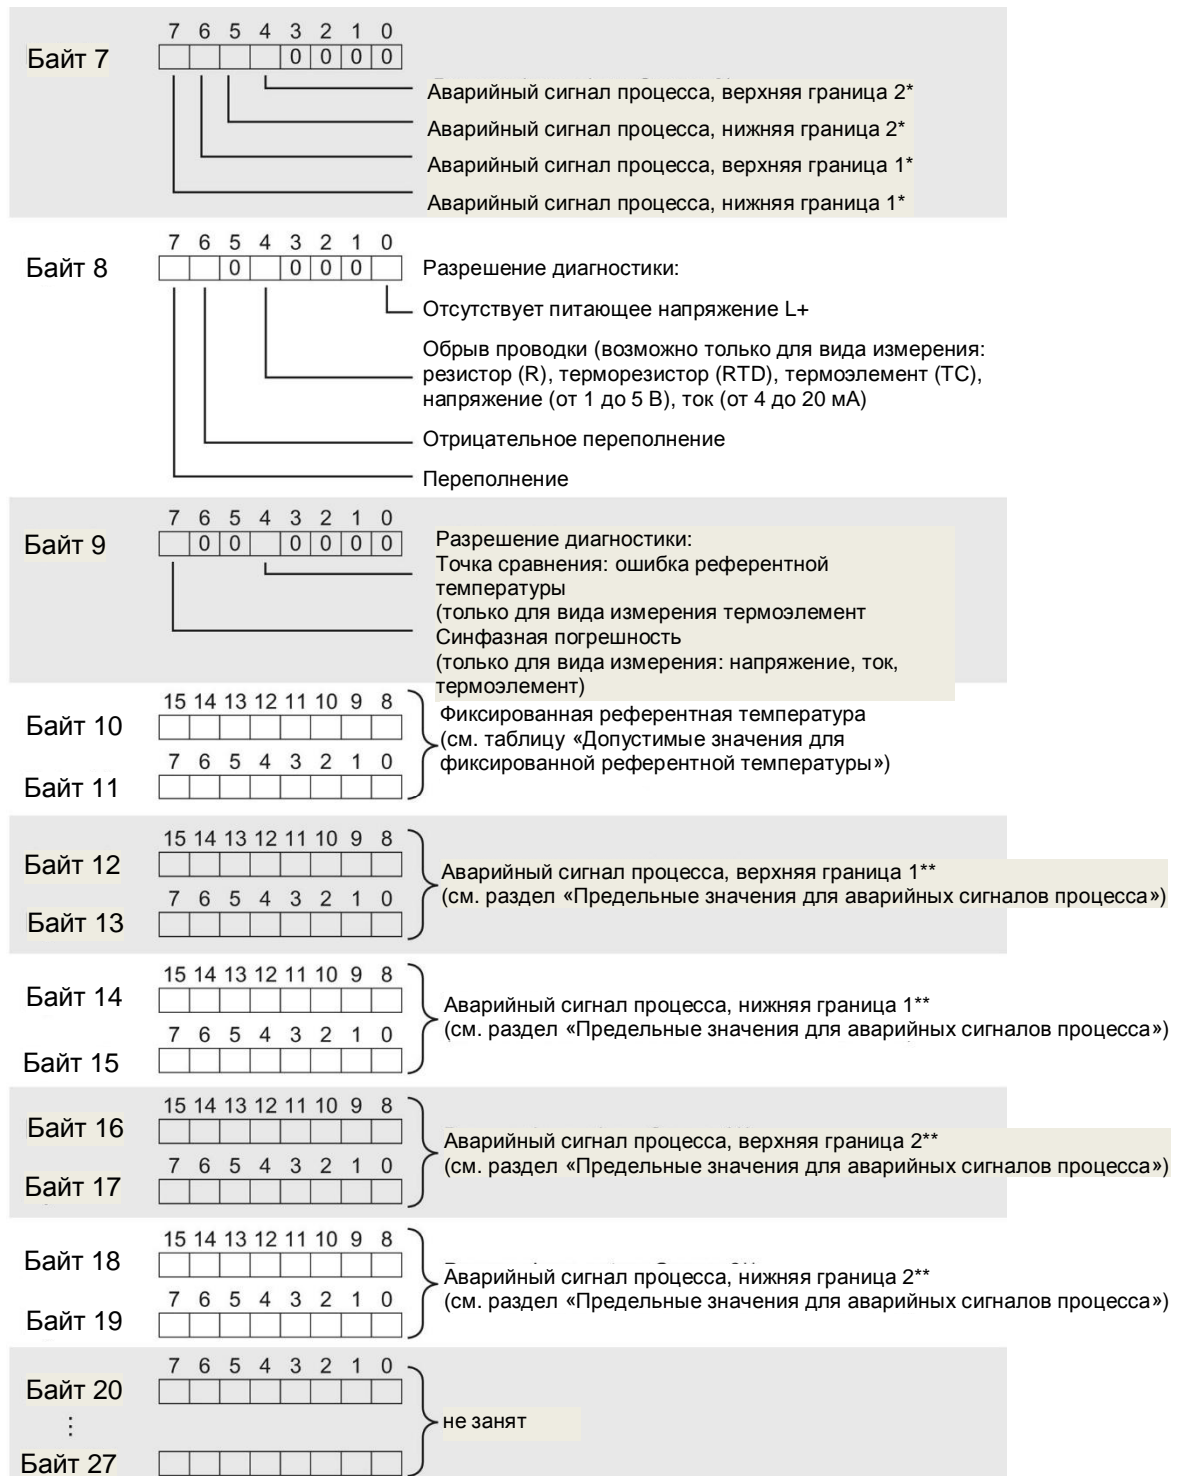 7 6 5 4 3 2 1 0
Байт 7
0 0 0 0
Аварийный сигнал процесса, верхняя граница 2*
Аварийный сигнал процесса, нижняя граница 2*
Аварийный сигнал процесса, верхняя граница 1*
Аварийный сигнал процесса, нижняя граница 1*
7 6 5 4 3 2 1 0
Байт 8
0 0 0 0
Разрешение диагностики:
Отсутствует питающее напряжение L+
Обрыв проводки (возможно только для вида измерения:
резистор (R), терморезистор (RTD), термоэлемент (TC),
напряжение (от 1 до 5 В), ток (от 4 до 20 мА)
Отрицательное переполнение
Переполнение
7 6 5 4 3 2 1 0
Байт 9
0 0 0 0 0 0
Разрешение диагностики:
Точка сравнения: ошибка референтной
температуры
(только для вида измерения термоэлемент
Синфазная погрешность
(только для вида измерения: напряжение, ток,
термоэлемент)
15 14 13 12 11 10 9 8
Байт 10
Фиксированная референтная температура
(см. таблицу «Допустимые значения для
фиксированной референтной температуры»)
7 6 5 4 3 2 1 0
Байт 11
15 14 13 12 11 10 9 8
Байт 12
Аварийный сигнал процесса, верхняя граница 1**
(см. раздел «Предельные значения для аварийных сигналов процесса»)
7 6 5 4 3 2 1 0
Байт 13
15 14 13 12 11 10 9 8
Байт 14
Аварийный сигнал процесса, нижняя граница 1**
(см. раздел «Предельные значения для аварийных сигналов процесса»)
7 6 5 4 3 2 1 0
Байт 15
15 14 13 12 11 10 9 8
Байт 16
Аварийный сигнал процесса, верхняя граница 2**
(см. раздел «Предельные значения для аварийных сигналов процесса»)
7 6 5 4 3 2 1 0
Байт 17
15 14 13 12 11 10 9 8
Байт 18
Аварийный сигнал процесса, нижняя граница 2**
(см. раздел «Предельные значения для аварийных сигналов процесса»)
7 6 5 4 3 2 1 0
Байт 19
7 6 5 4 3 2 1 0
Байт 20
⋮
не занят
Байт 27